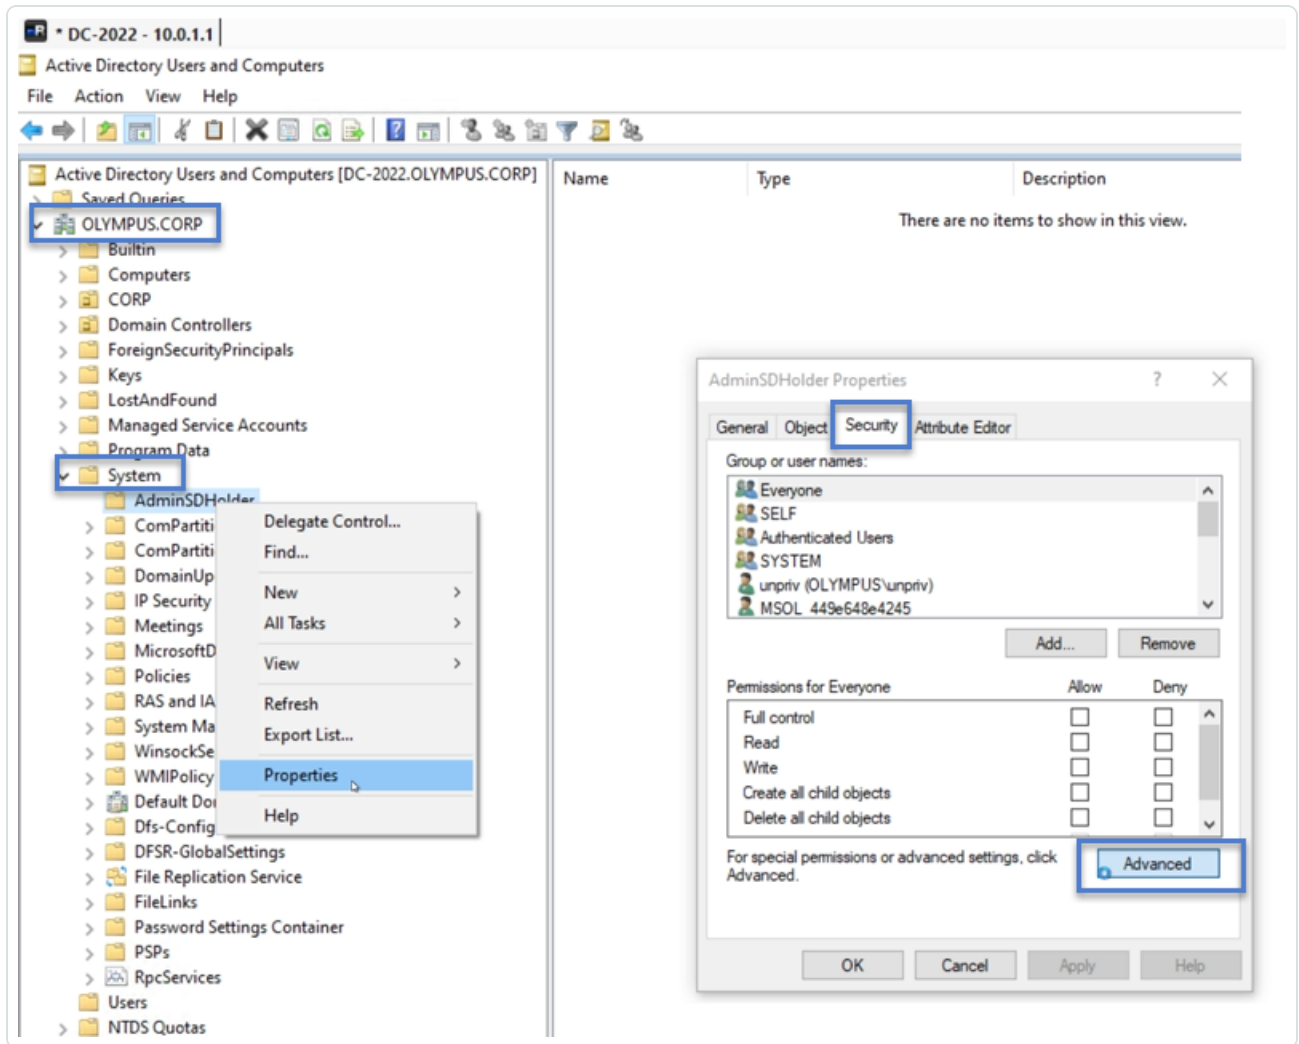 * DC-2022 - 10.0.1.1
Active Directory Users and Computers
File Action View Help
Active Directory Users and Computers [DC-2022.OLYMPUS.CORP]
Saved Queries
OLYMPUS.CORP
Builtin
Computers
CORP
Domain Controllers
ForeignSecurityPrincipals
Keys
LostAndFound
Managed Service Accounts
Program Data
System
AdminSDHolder
ComPartiti
ComPartiti
DomainUp
IP Security
Meetings
MicrosoftD
Policies
RAS and IA
System Ma
WinsockSe
WMIPolicy
Default Do
Dfs-Config
DFSR-GlobalSettings
File Replication Service
FileLinks
Password Settings Container
PSPs
RpcServices
Users
NTDS Quotas
Delegate Control...
Find...
New
All Tasks
View
Refresh
Export List...
Properties
Help
Name Type Description
There are no items to show in this view.
AdminSDHolder Properties
General Object Security Attribute Editor
Group or user names:
Everyone
SELF
Authenticated Users
SYSTEM
unpriv (OLYMPUS\unpriv)
MSOL_449e648e4245
Add... Remove
Permissions for Everyone Allow Deny
Full control
Read
Write
Create all child objects
Delete all child objects
For special permissions or advanced settings, click
Advanced.
Advanced
OK Cancel Apply Help